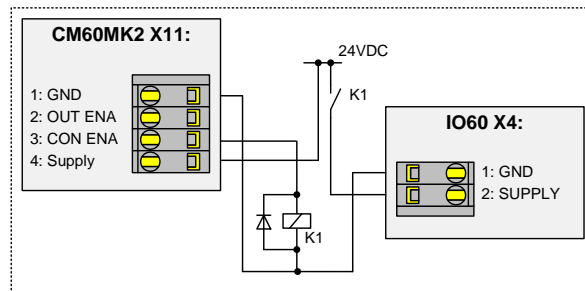 CM60MK2 X11:
1: GND
2: OUT ENA
3: CON ENA
4: Supply
24VDC
K1
K1
IO60 X4:
1: GND
2: SUPPLY